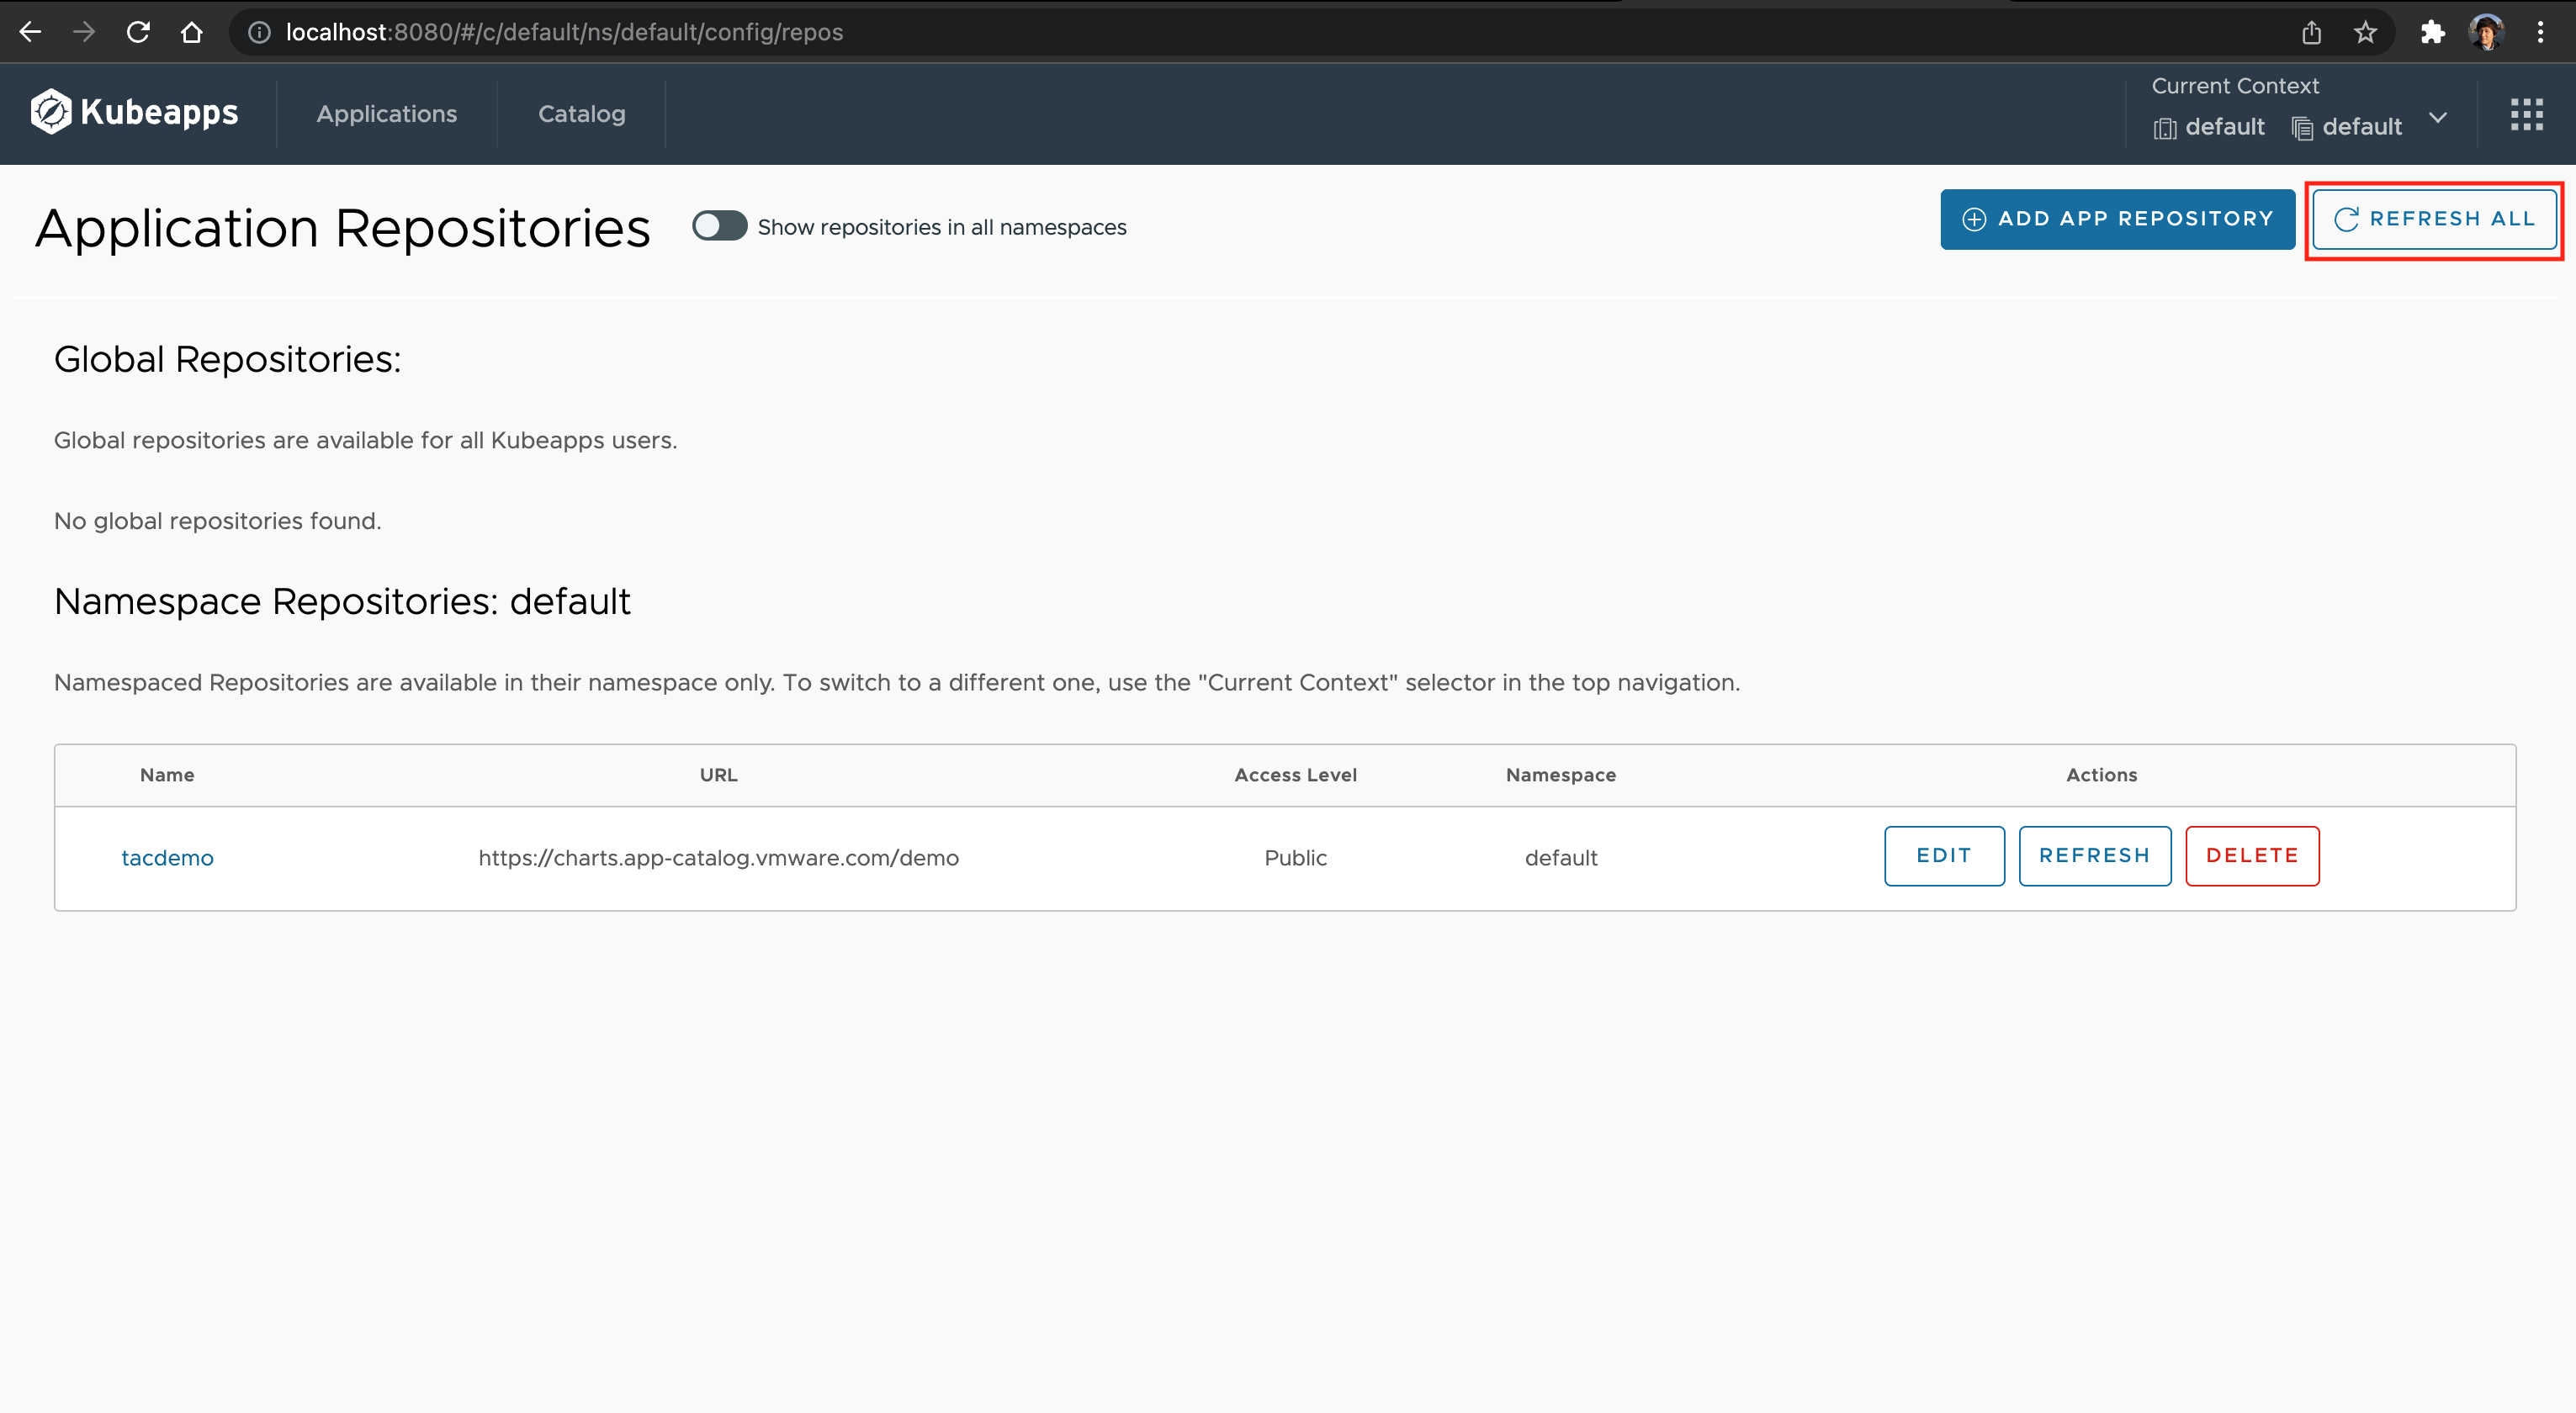 localhost:8080/#/c/default/ns/default/config/repos
Kubeapps
Applications
Catalog
Current Context
default default
Application Repositories
Show repositories in all namespaces
ADD APP REPOSITORY
REFRESH ALL
Global Repositories:
Global repositories are available for all Kubeapps users.
No global repositories found.
Namespace Repositories: default
Namespaced Repositories are available in their namespace only. To switch to a different one, use the "Current Context" selector in the top navigation.
Name URL Access Level Namespace Actions
tacdemo https://charts.app-catalog.vmware.com/demo Public default EDIT REFRESH DELETE